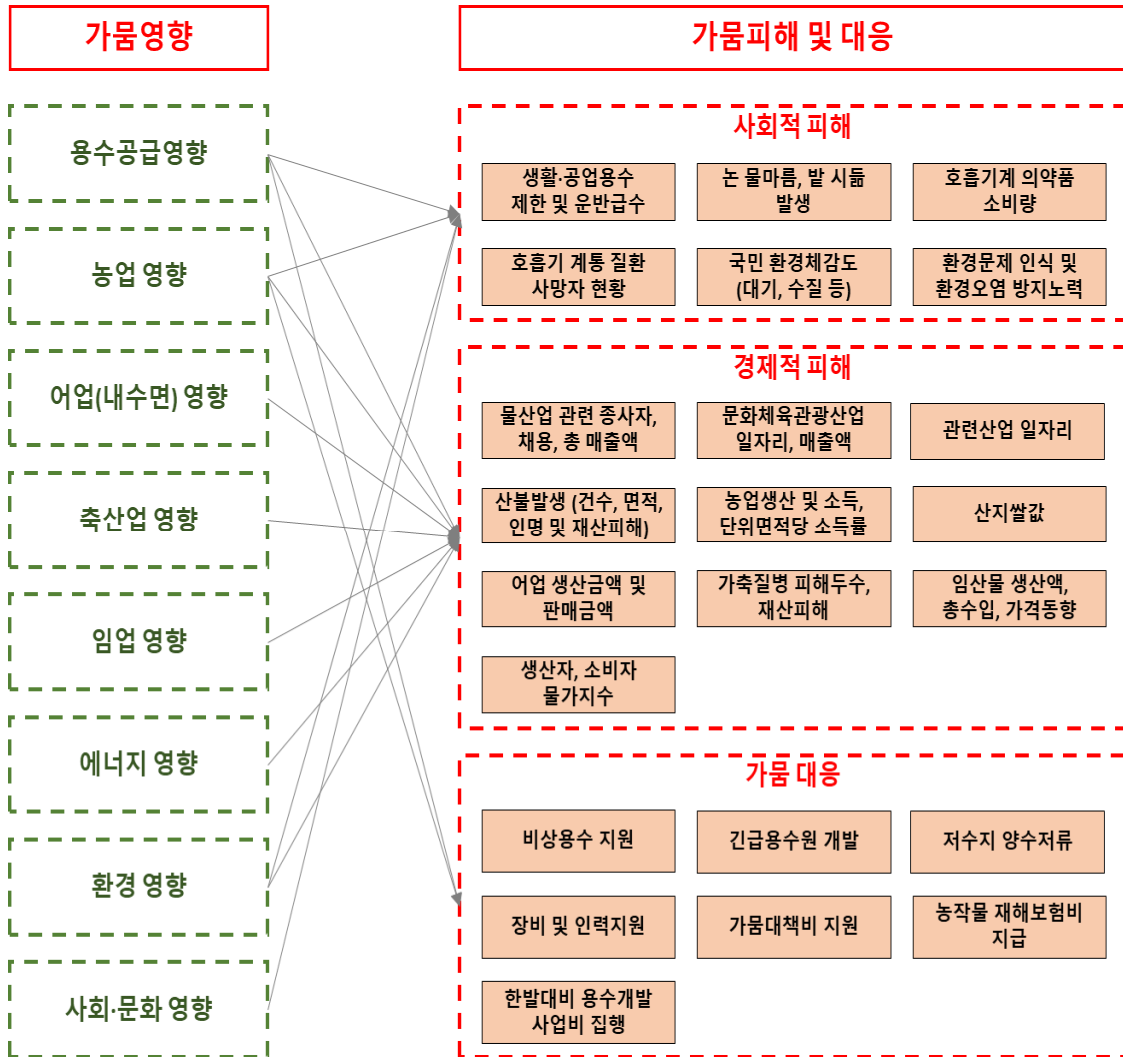 가뭄영향
가뭄피해 및 대응
용수공급영향
농업 영향
어업(내수면) 영향
축산업 영향
임업 영향
에너지 영향
환경 영향
사회·문화 영향
사회적 피해
생활·공업용수
제한 및 운반급수
논 물마름, 밭 시듦
발생
호흡기계 의약품
소비량
호흡기 계통 질환
사망자 현황
국민 환경체감도
(대기, 수질 등)
환경문제 인식 및
환경오염 방지노력
경제적 피해
물산업 관련 종사자,
채용, 총 매출액
문화체육관광산업
일자리, 매출액
관련산업 일자리
산불발생 (건수, 면적,
인명 및 재산피해)
농업생산 및 소득,
단위면적당 소득률
산지쌀값
어업 생산금액 및
판매금액
가축질병 피해두수,
재산피해
임산물 생산액,
총수입, 가격동향
생산자, 소비자
물가지수
가뭄 대응
비상용수 지원
긴급용수원 개발
저수지 양수저류
장비 및 인력지원
가뭄대책비 지원
농작물 재해보험비
지급
한발대비 용수개발
사업비 집행